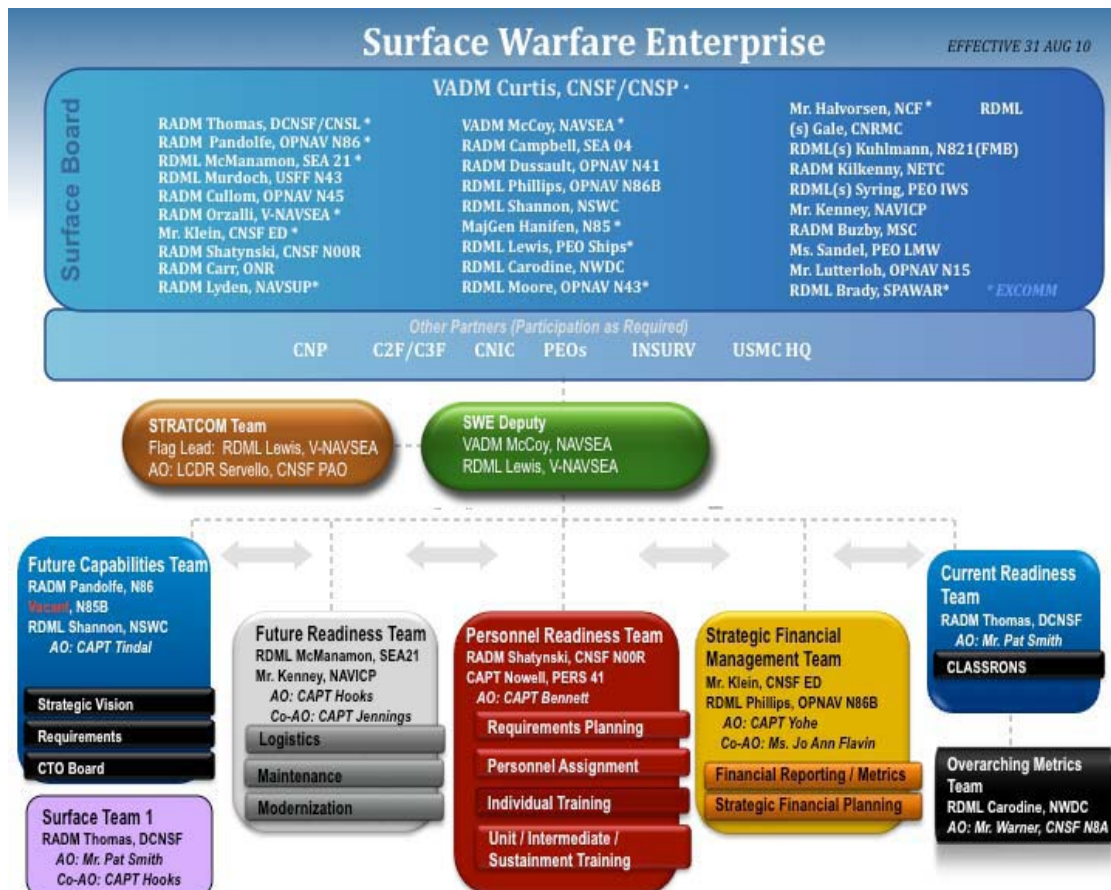 Surface Warfare Enterprise
EFFECTIVE 31 AUG 10
Surface Board
VADM Curtis, CNSF/CNSP *
RADM Thomas, DCNSF/CNSL *
RADM Pandolfe, OPNAV N86 *
RDML McManamon, SEA 21 *
RDML Murdoch, USFF N43
RADM Cullom, OPNAV N45
RADM Orzalli, V-NAVSEA *
Mr. Klein, CNSF ED *
RADM Shatynski, CNSF N00R
RADM Carr, ONR
RADM Lyden, NAVSUP*
VADM McCoy, NAVSEA *
RADM Campbell, SEA 04
RADM Dussault, OPNAV N41
RDML Phillips, OPNAV N86B
RDML Shannon, NSWC
MajGen Hanifen, N85 *
RDML Lewis, PEO Ships*
RDML Carodine, NWDC
RDML Moore, OPNAV N43*
Mr. Halvorsen, NCF * RDML
(s) Gale, CNRMC
RDML(s) Kuhlmann, N821(FMB)
RADM Kilkenny, NETC
RDML(s) Syring, PEO IWS
Mr. Kenney, NAVICP
RADM Buzby, MSC
Ms. Sandel, PEO LMW
Mr. Lutterloh, OPNAV N15
RDML Brady, SPAWAR*
* EXCOMM
Other Partners (Participation as Required)
CNP C2F/C3F CNIC PEOs INSURV USMC HQ
STRATCOM Team
Flag Lead: RDML Lewis, V-NAVSEA
AO: LCDR Servello, CNSF PAO
SWE Deputy
VADM McCoy, NAVSEA
RDML Lewis, V-NAVSEA
Future Capabilities Team
RADM Pandolfe, N86
Vacant, N85B
RDML Shannon, NSWC
AO: CAPT Tindal
Strategic Vision
Requirements
CTO Board
Surface Team 1
RADM Thomas, DCNSF
AO: Mr. Pat Smith
Co-AO: CAPT Hooks
Future Readiness Team
RDML McManamon, SEA21
Mr. Kenney, NAVICP
AO: CAPT Hooks
Co-AO: CAPT Jennings
Logistics
Maintenance
Modernization
Personnel Readiness Team
RADM Shatynski, CNSF N00R
CAPT Nowell, PERS 41
AO: CAPT Bennett
Requirements Planning
Personnel Assignment
Individual Training
Unit / Intermediate /
Sustainment Training
Strategic Financial
Management Team
Mr. Klein, CNSF ED
RDML Phillips, OPNAV N86B
AO: CAPT Yohe
Co-AO: Ms. Jo Ann Flavin
Financial Reporting / Metrics
Strategic Financial Planning
Current Readiness
Team
RADM Thomas, DCNSF
AO: Mr. Pat Smith
CLASSRONS
Overarching Metrics
Team
RDML Carodine, NWDC
AO: Mr. Warner, CNSF N8A